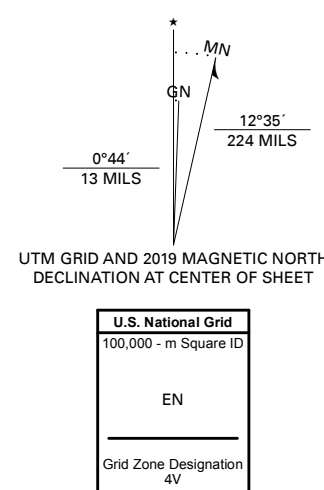 ★
MN
GN
12°35´
224 MILS
0°44´
13 MILS
UTM GRID AND 2019 MAGNETIC NORTH
DECLINATION AT CENTER OF SHEET
U.S. National Grid
100,000 - m Square ID
EN
Grid Zone Designation
4V